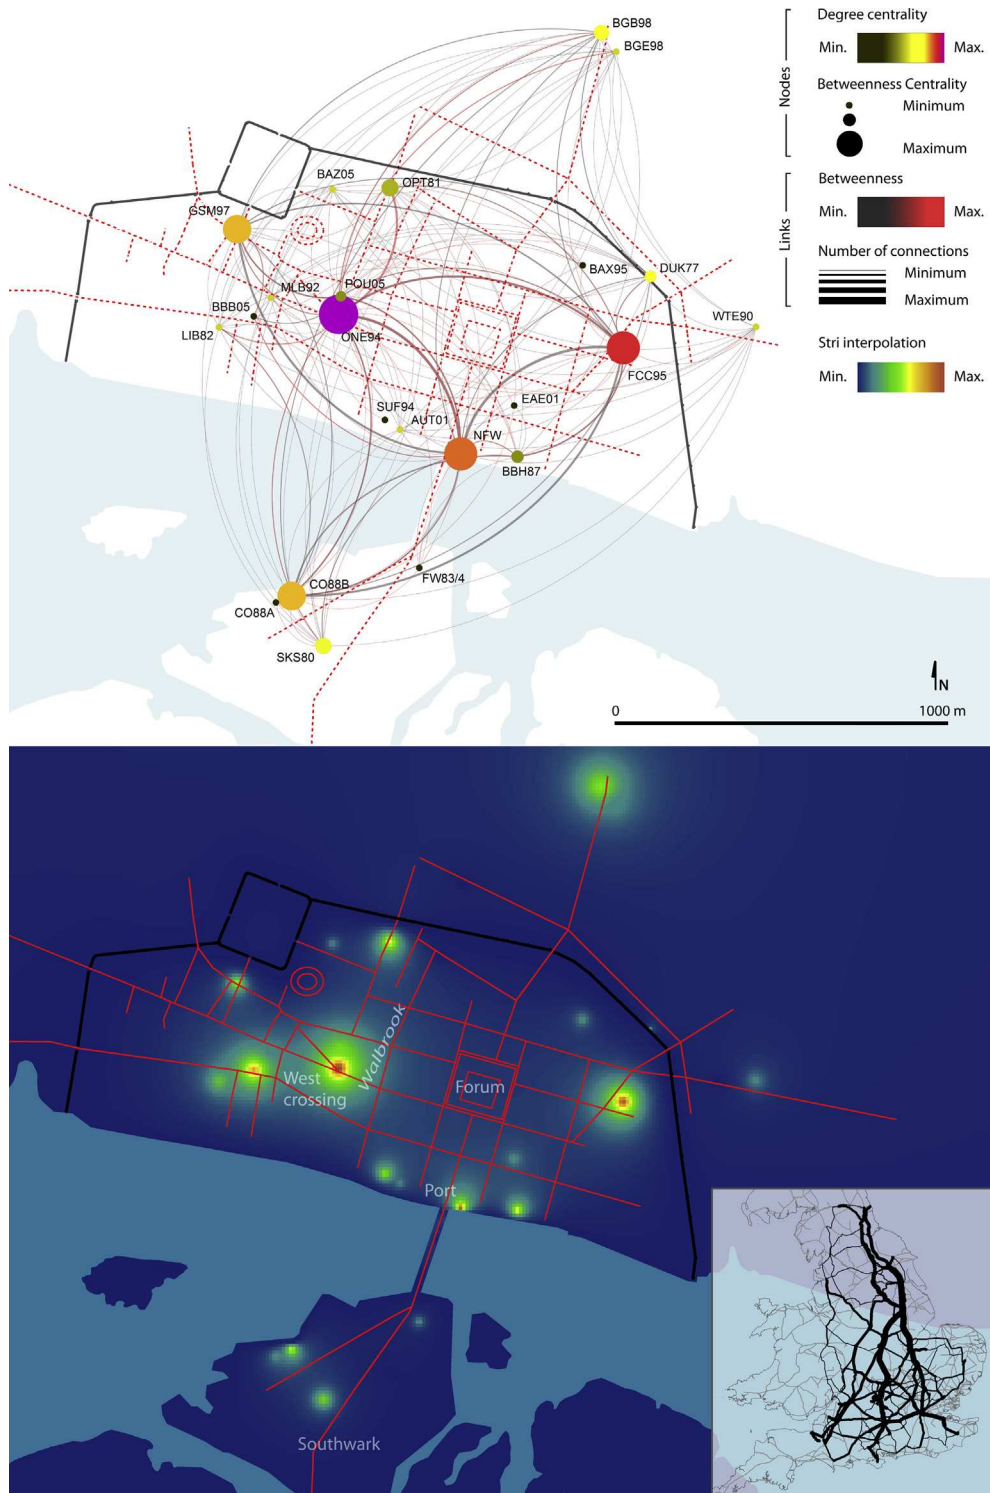 Degree centrality
Min.
Max.
Nodes
Betweenness Centrality
Minimum
Maximum
Betweenness
Min.
Max.
Links
Number of connections
Minimum
Maximum
Stri interpolation
Min.
Max.
BGB98
BGE98
BAZ05
OPT81
GSM97
BAX95
DUK77
MLB92
POU05
BBB05
WTE90
LIB82
ONE94
FCC95
SUF94
EAE01
AUT01
NFW
BBH87
FW83/4
CO88B
CO88A
SKS80
N
0
1000 m
Walbrook
West
crossing
Forum
Port
Southwark